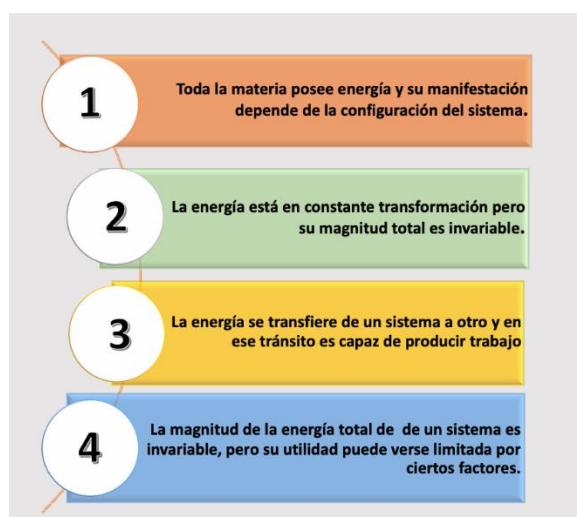 1
Toda la materia posee energía y su manifestación
depende de la configuración del sistema.
2
La energía está en constante transformación pero
su magnitud total es invariable.
3
La energía se transfiere de un sistema a otro y en
ese tránsito es capaz de producir trabajo
4
La magnitud de la energía total de  de un sistema es
invariable, pero su utilidad puede verse limitada por
ciertos factores.